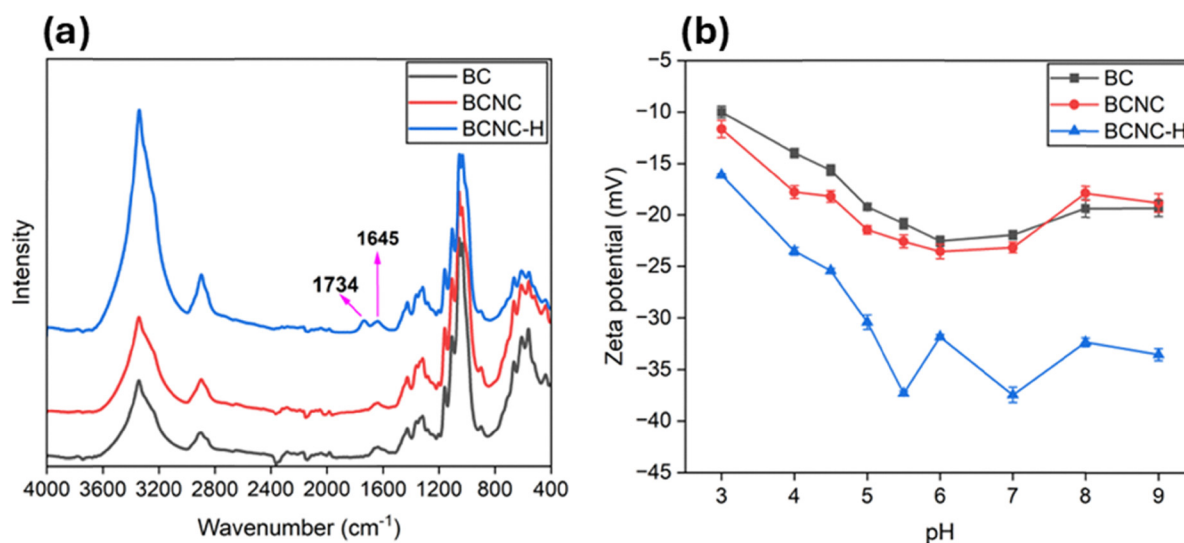 (a)
BC
BCNC
BCNC-H
1734
1645
Intensity
4000 3600 3200 2800 2400 2000 1600 1200 800 400
Wavenumber (cm⁻¹)
(b)
BC
BCNC
BCNC-H
Zeta potential (mV)
−5
−10
−15
−20
−25
−30
−35
−40
−45
3 4 5 6 7 8 9
pH